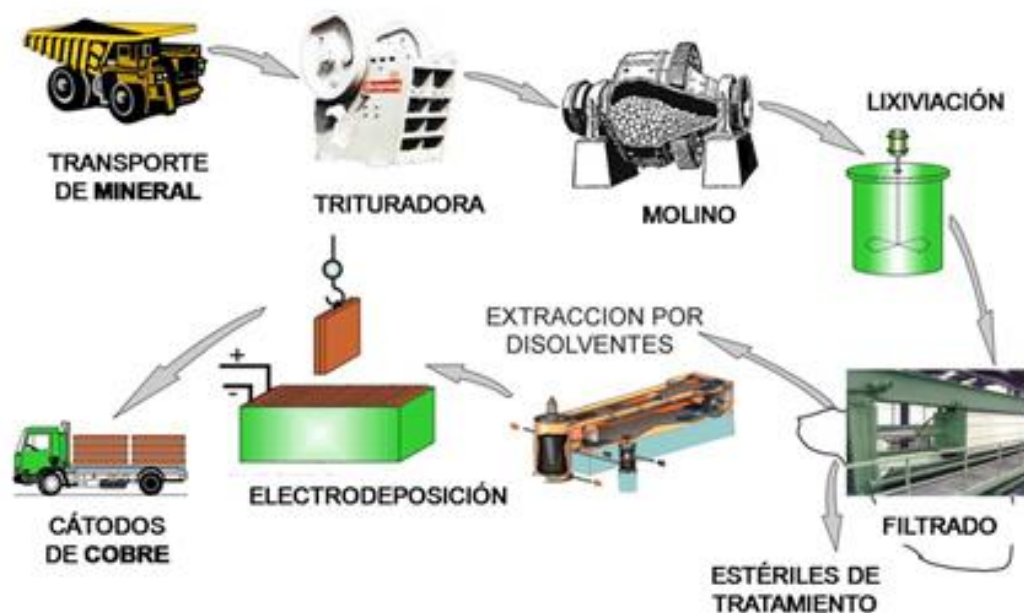 TRANSPORTE
DE MINERAL
TRITURADORA
MOLINO
LIXIVIACIÓN
EXTRACCION POR
DISOLVENTES
+
-
ELECTRODEPOSICIÓN
CÁTODOS
DE COBRE
FILTRADO
ESTÉRILES DE
TRATAMIENTO